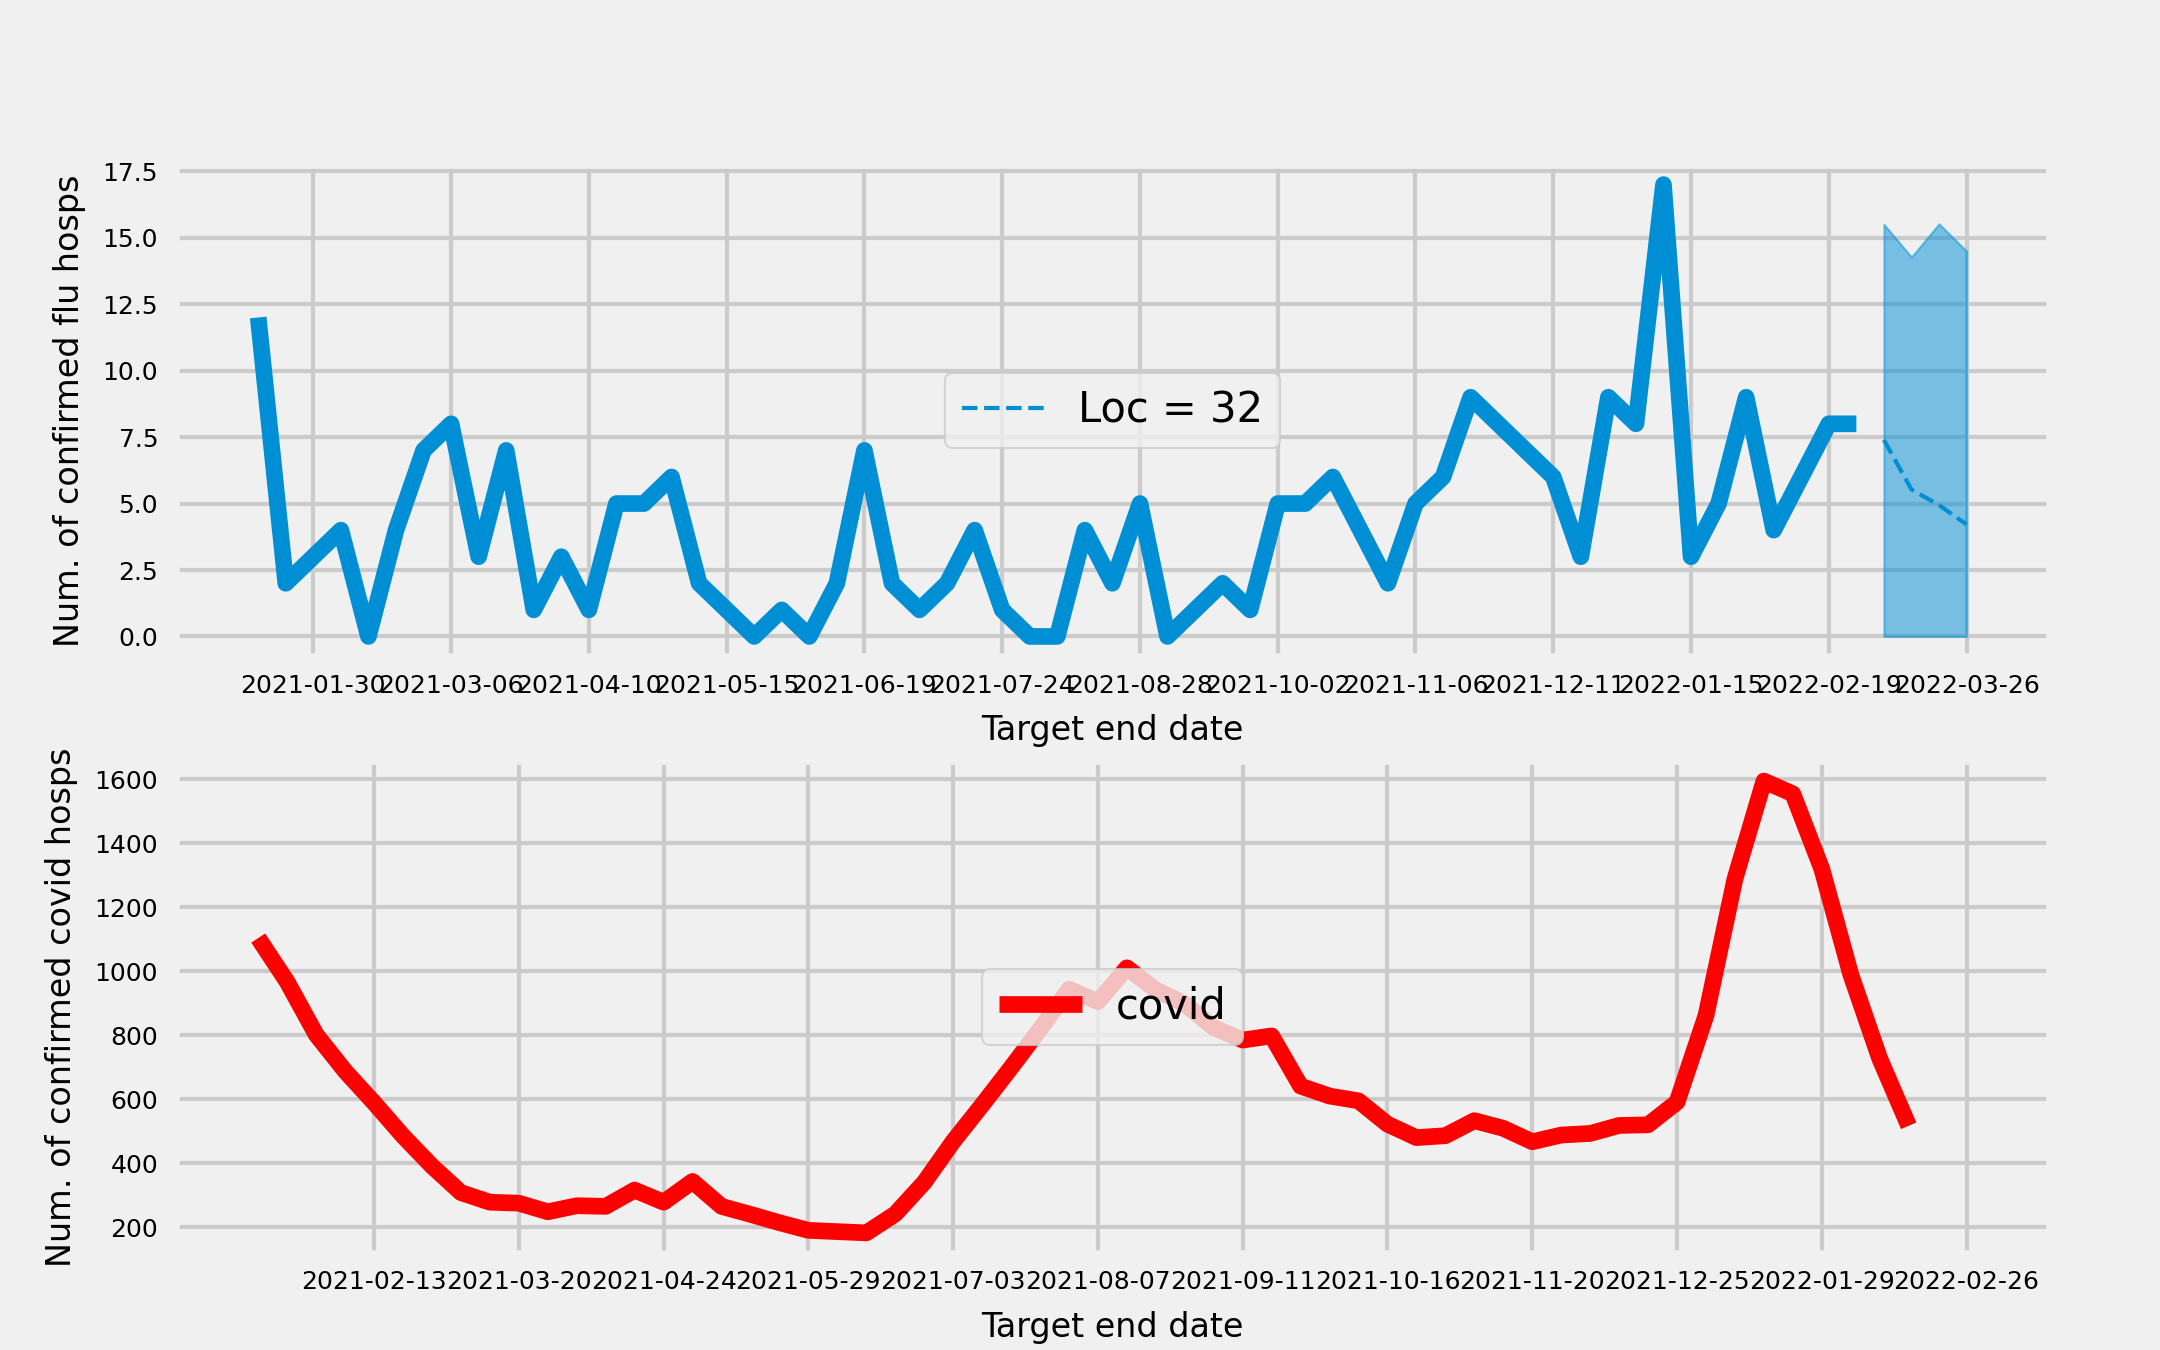 Num. of confirmed flu hosps
17.5
15.0
12.5
10.0
7.5
5.0
2.5
0.0
Loc = 32
2021-01-30 2021-03-06 2021-04-10 2021-05-15 2021-06-19 2021-07-24 2021-08-28 2021-10-02 2021-11-06 2021-12-11 2022-01-15 2022-02-19 2022-03-26
Target end date
Num. of confirmed covid hosps
1600
1400
1200
1000
800
600
400
200
covid
2021-02-13 2021-03-20 2021-04-24 2021-05-29 2021-07-03 2021-08-07 2021-09-11 2021-10-16 2021-11-20 2021-12-25 2022-01-29 2022-02-26
Target end date